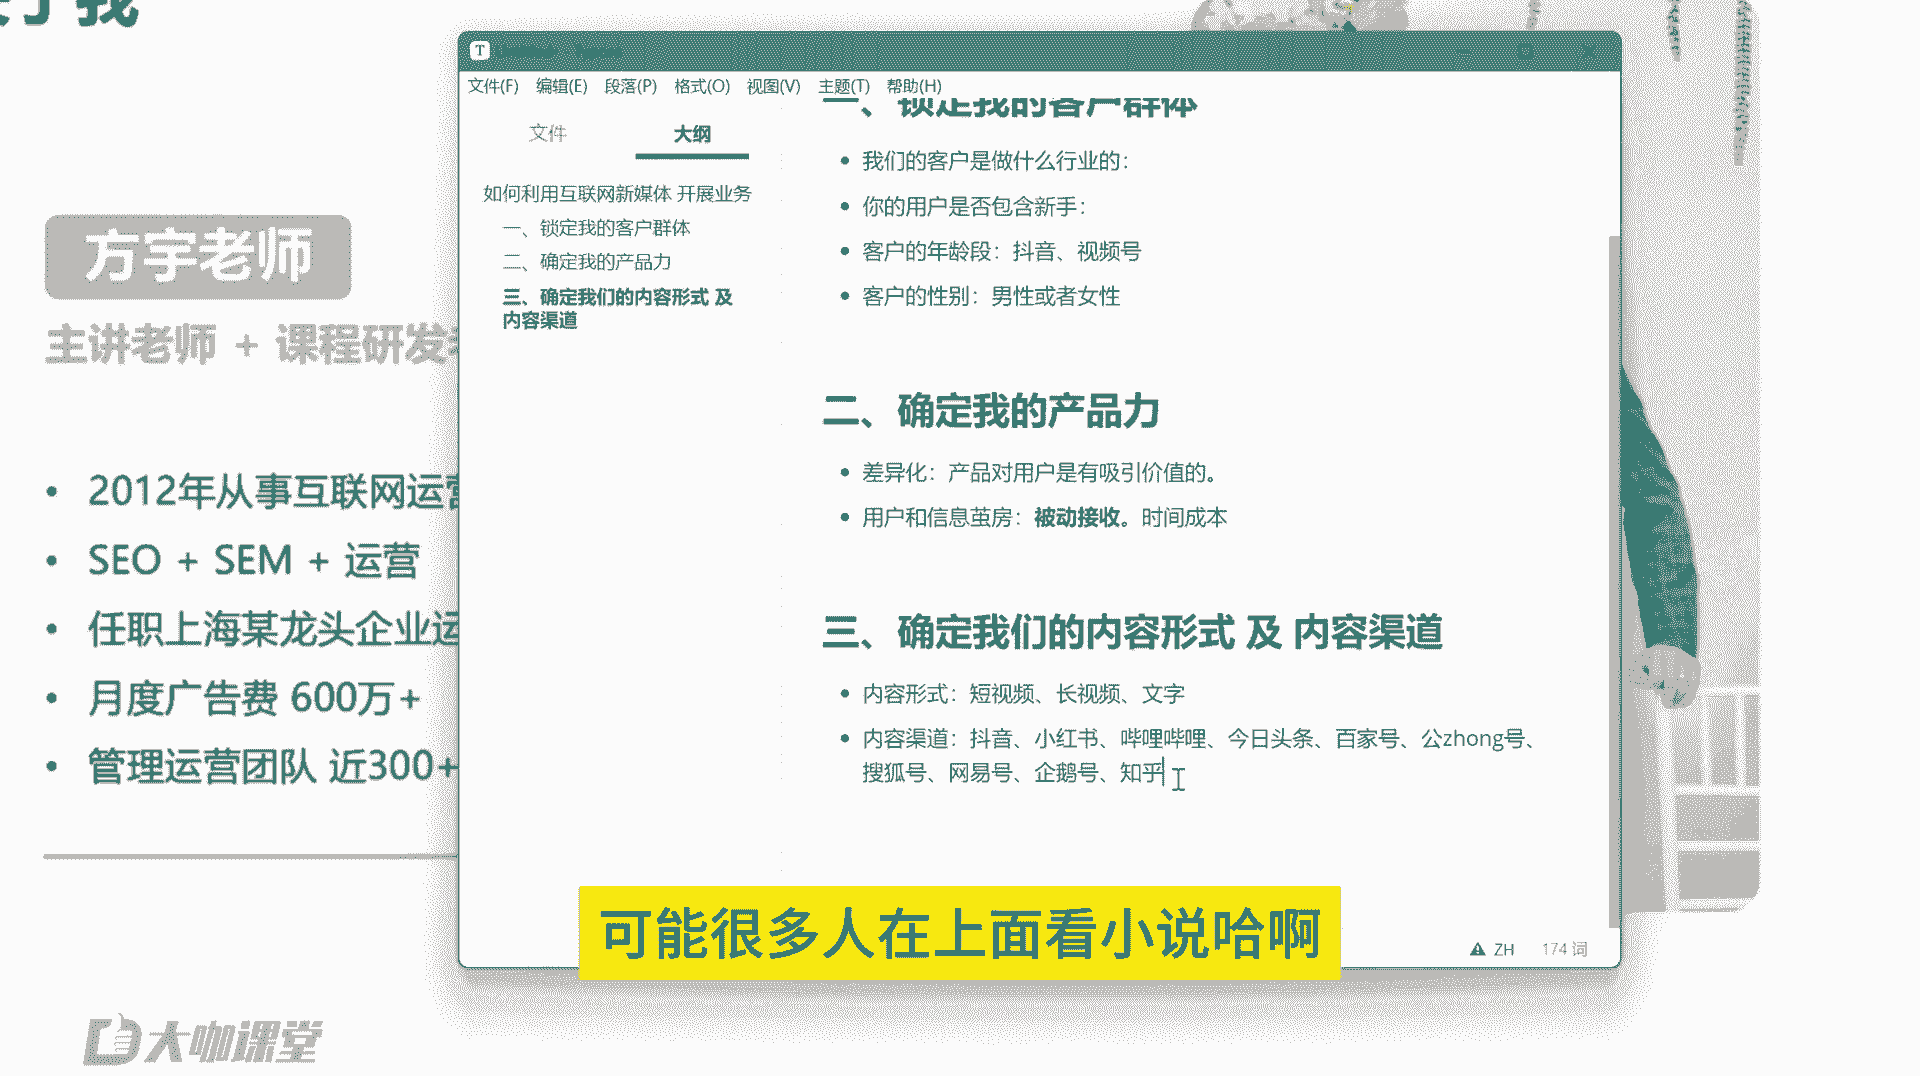 方宇老师
主讲老师 + 课程研发
2012年从事互联网运营
SEO + SEM + 运营
任职上海某龙头企业运
月度广告费 600万+
管理运营团队 近300+
大咖课堂
文件(F) 编辑(E) 段落(P) 格式(O) 视图(V) 主题(T) 帮助(H)
文件 大纲
如何利用互联网新媒体 开展业务
一、锁定我的客户群体
二、确定我的产品力
三、确定我们的内容形式 及
内容渠道
一、锁定我的客户群体
我们的客户是做什么行业的：
你的用户是否包含新手：
客户的年龄段：抖音、视频号
客户的性别：男性或者女性
二、确定我的产品力
差异化：产品对用户是有吸引价值的。
用户和信息茧房：被动接收。时间成本
三、确定我们的内容形式 及 内容渠道
内容形式：短视频、长视频、文字
内容渠道：抖音、小红书、哔哩哔哩、今日头条、百家号、公zhong号、
搜狐号、网易号、企鹅号、知乎
可能很多人在上面看小说哈啊
ZH 174 词